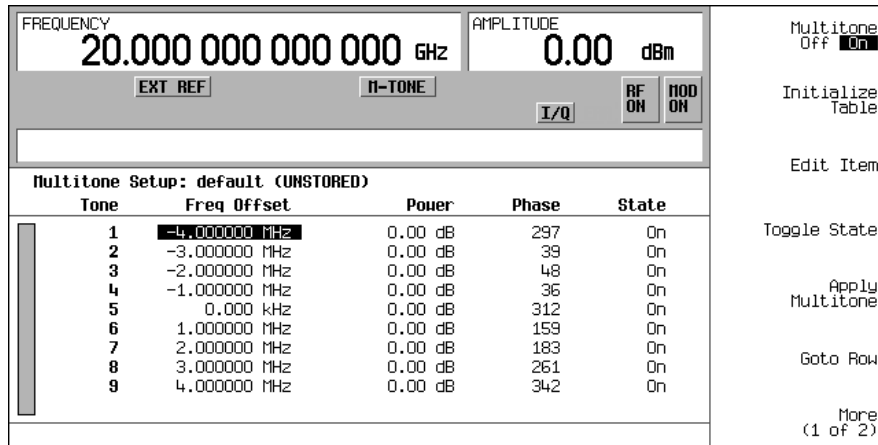 FREQUENCY
20.000 000 000 000 GHz
AMPLITUDE
0.00 dBm
EXT REF
M-TONE
I/Q
RF ON
MOD ON
Multitone Setup: default (UNSTORED)
Tone Freq Offset Power Phase State
1 -4.000000 MHz 0.00 dB 297 On
2 -3.000000 MHz 0.00 dB 39 On
3 -2.000000 MHz 0.00 dB 48 On
4 -1.000000 MHz 0.00 dB 36 On
5 0.000 kHz 0.00 dB 312 On
6 1.000000 MHz 0.00 dB 159 On
7 2.000000 MHz 0.00 dB 183 On
8 3.000000 MHz 0.00 dB 261 On
9 4.000000 MHz 0.00 dB 342 On
Multitone
Off On
Initialize
Table
Edit Item
Toggle State
Apply
Multitone
Goto Row
More
(1 of 2)